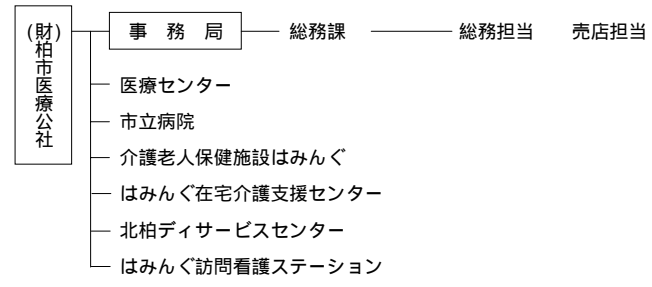 (財)柏市医療公社
事務局 総務課 総務担当 売店担当
医療センター
市立病院
介護老人保健施設はみんぐ
はみんぐ在宅介護支援センター
北柏ディサービスセンター
はみんぐ訪問看護ステーション